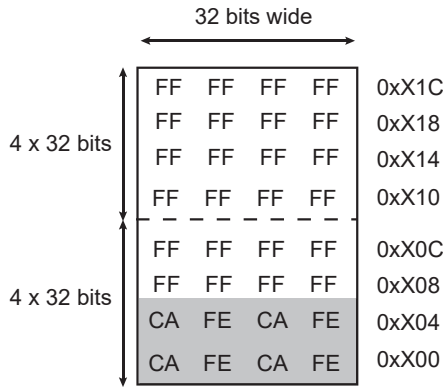 32 bits wide
FF FF FF FF 0xX1C
FF FF FF FF 0xX18
4 x 32 bits
FF FF FF FF 0xX14
FF FF FF FF 0xX10
FF FF FF FF 0xX0C
FF FF FF FF 0xX08
4 x 32 bits
CA FE CA FE 0xX04
CA FE CA FE 0xX00